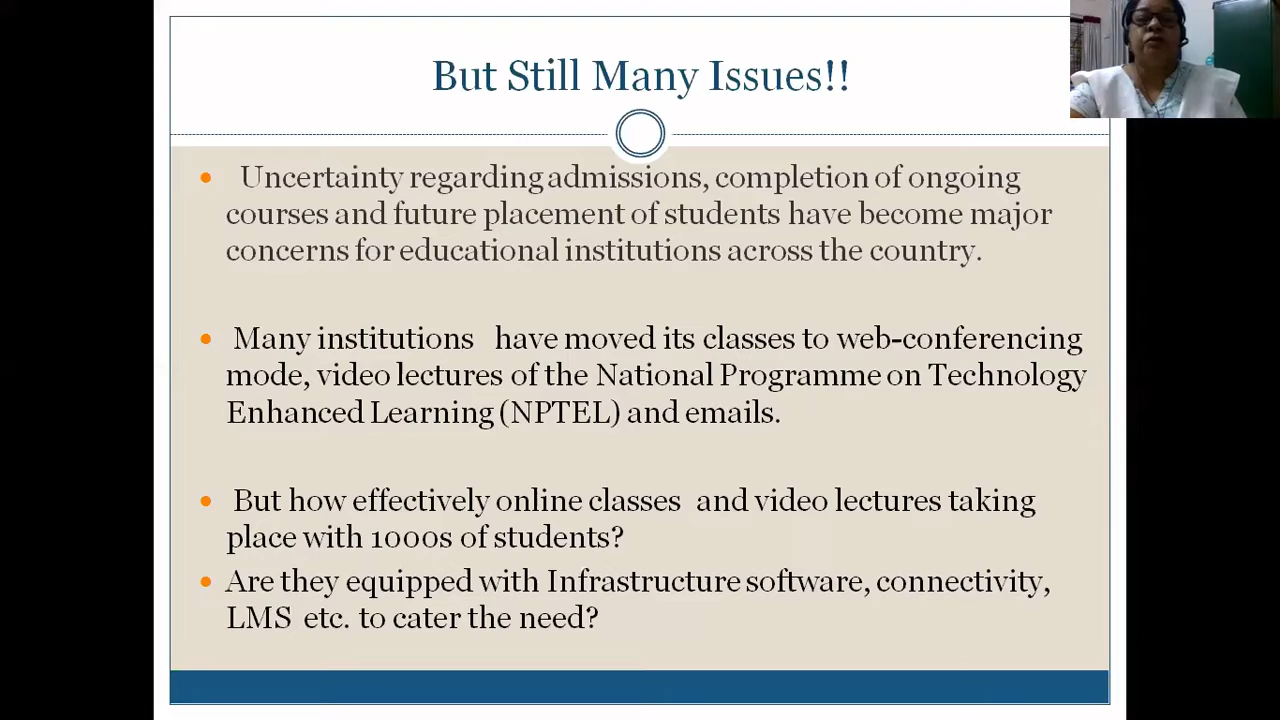 But Still Many Issues!!
Uncertainty regarding admissions, completion of ongoing
courses and future placement of students have become major
concerns for educational institutions across the country.
Many institutions have moved its classes to web-conferencing
mode, video lectures of the National Programme on Technology
Enhanced Learning (NPTEL) and emails.
But how effectively online classes and video lectures taking
place with 1000s of students?
Are they equipped with Infrastructure software, connectivity,
LMS etc. to cater the need?